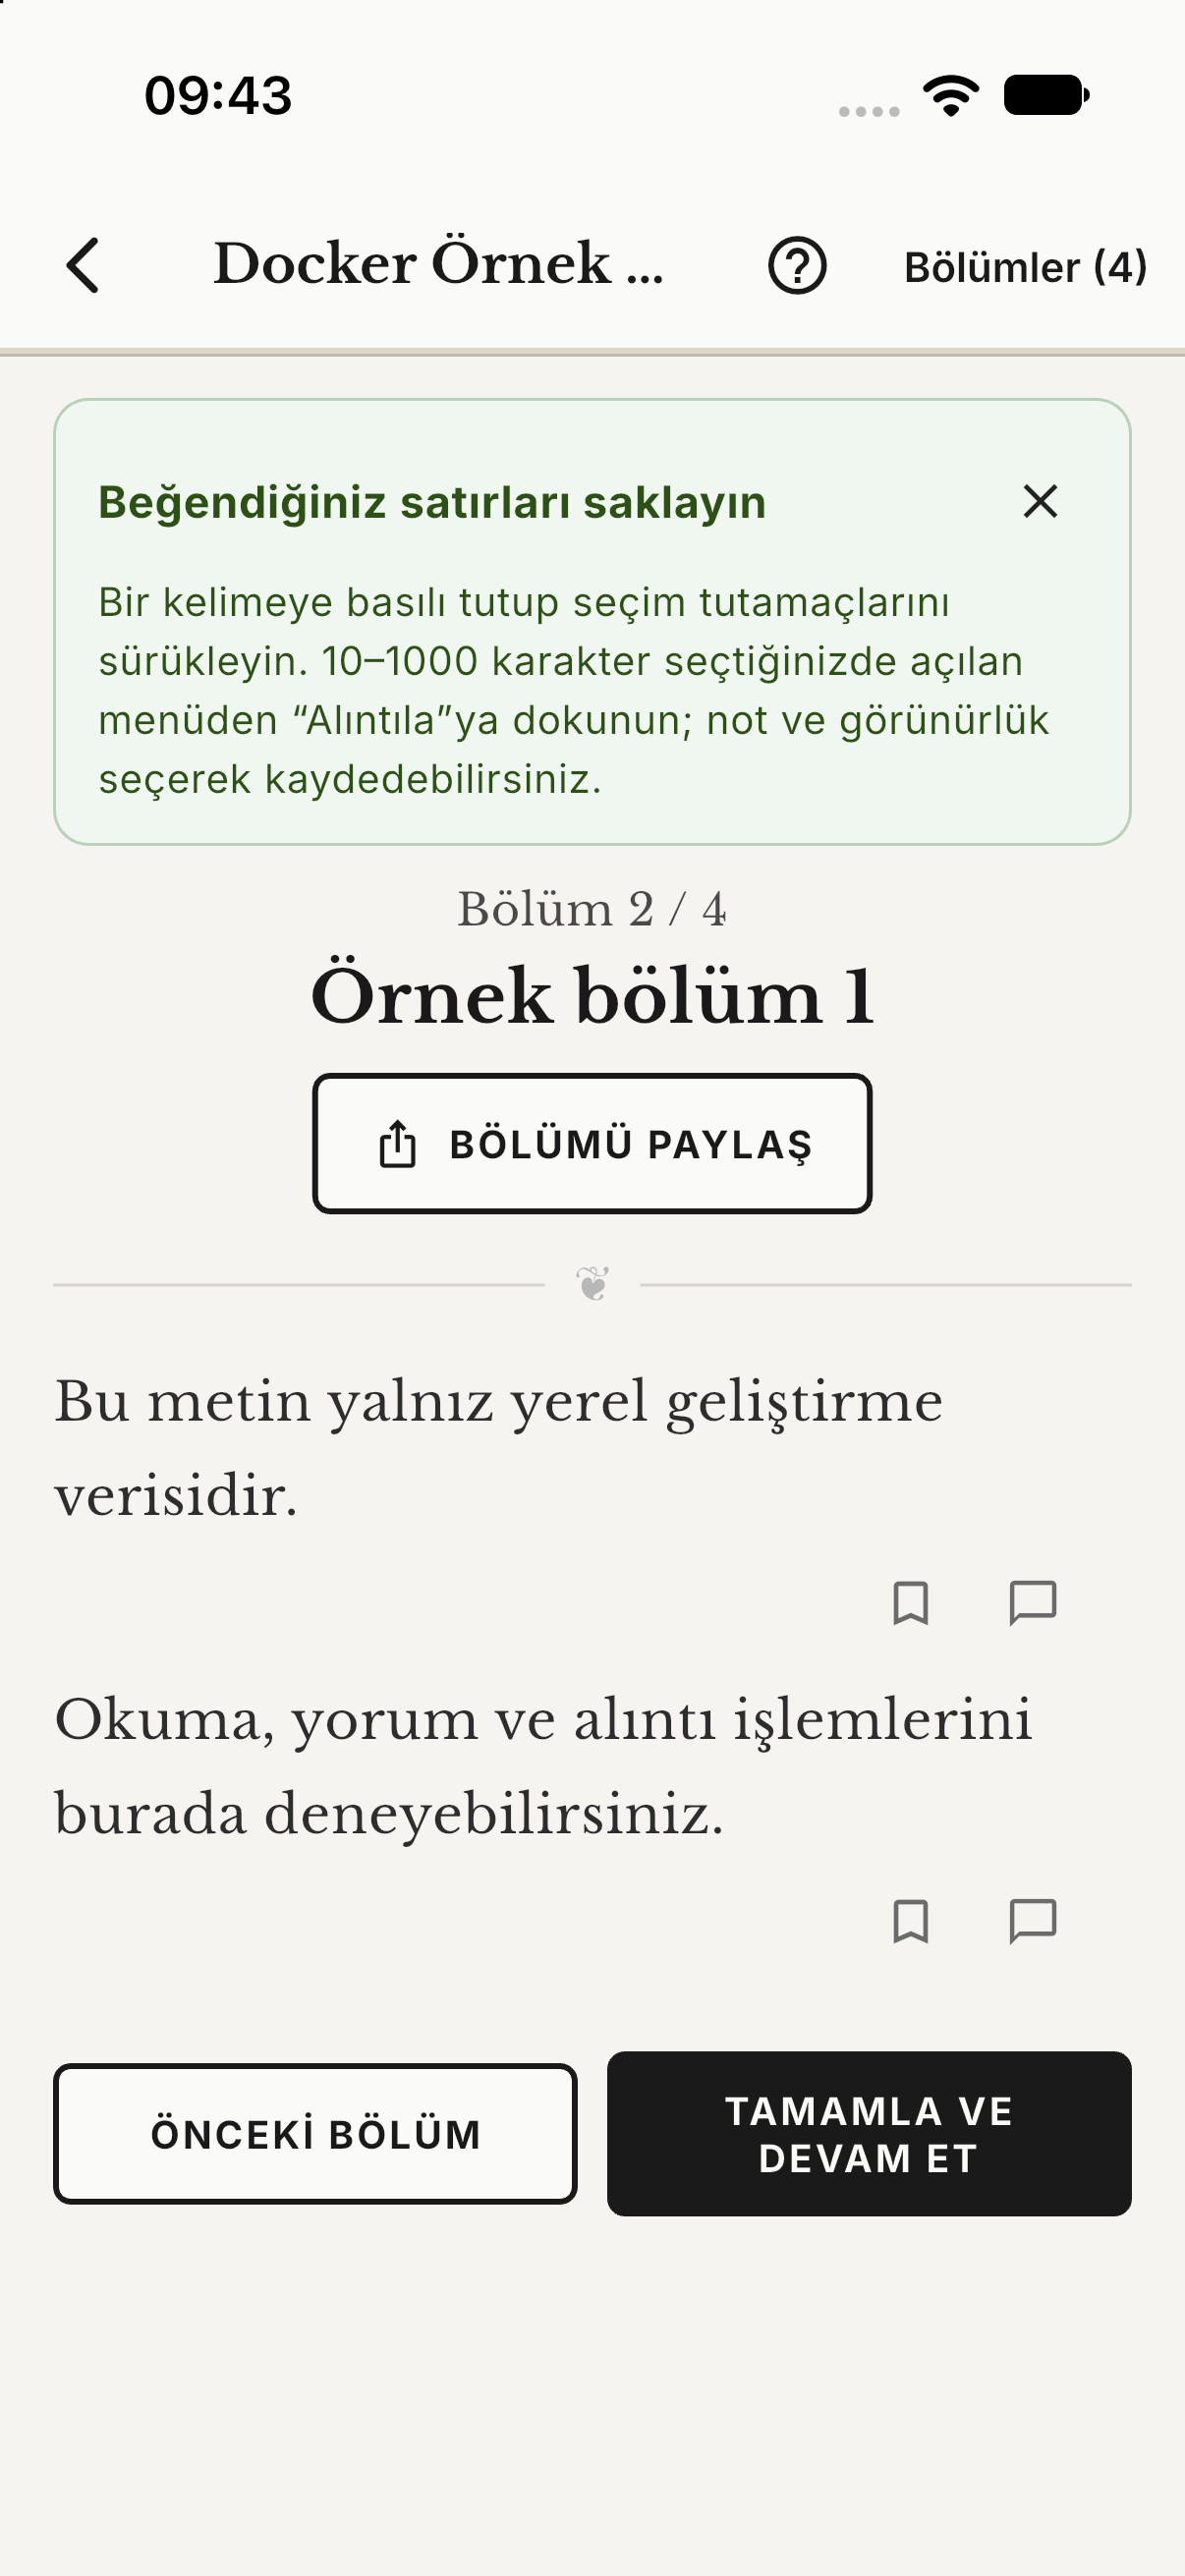 09:43
Docker Örnek ...
Bölümler (4)
Beğendiğiniz satırları saklayın
Bir kelimeye basılı tutup seçim tutamaçlarını
sürükleyin. 10–1000 karakter seçtiğinizde açılan
menüden “Alıntıla”ya dokunun; not ve görünürlük
seçerek kaydedebilirsiniz.
Bölüm 2 / 4
Örnek bölüm 1
BÖLÜMÜ PAYLAŞ
Bu metin yalnız yerel geliştirme
verisidir.
Okuma, yorum ve alıntı işlemlerini
burada deneyebilirsiniz.
ÖNCEKİ BÖLÜM
TAMAMLA VE
DEVAM ET